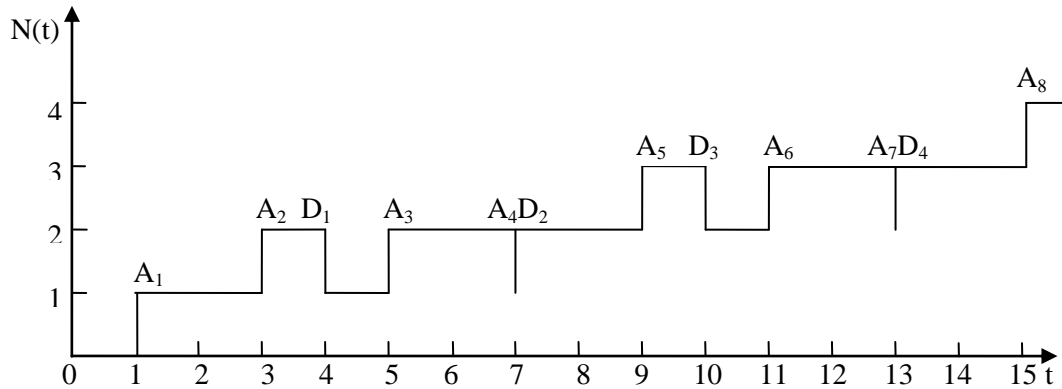 N(t)
A₈
4
A₅ D₃ A₆ A₇D₄
3
A₂ D₁ A₃ A₄D₂
2
A₁
1
0 1 2 3 4 5 6 7 8 9 10 11 12 13 14 15 t